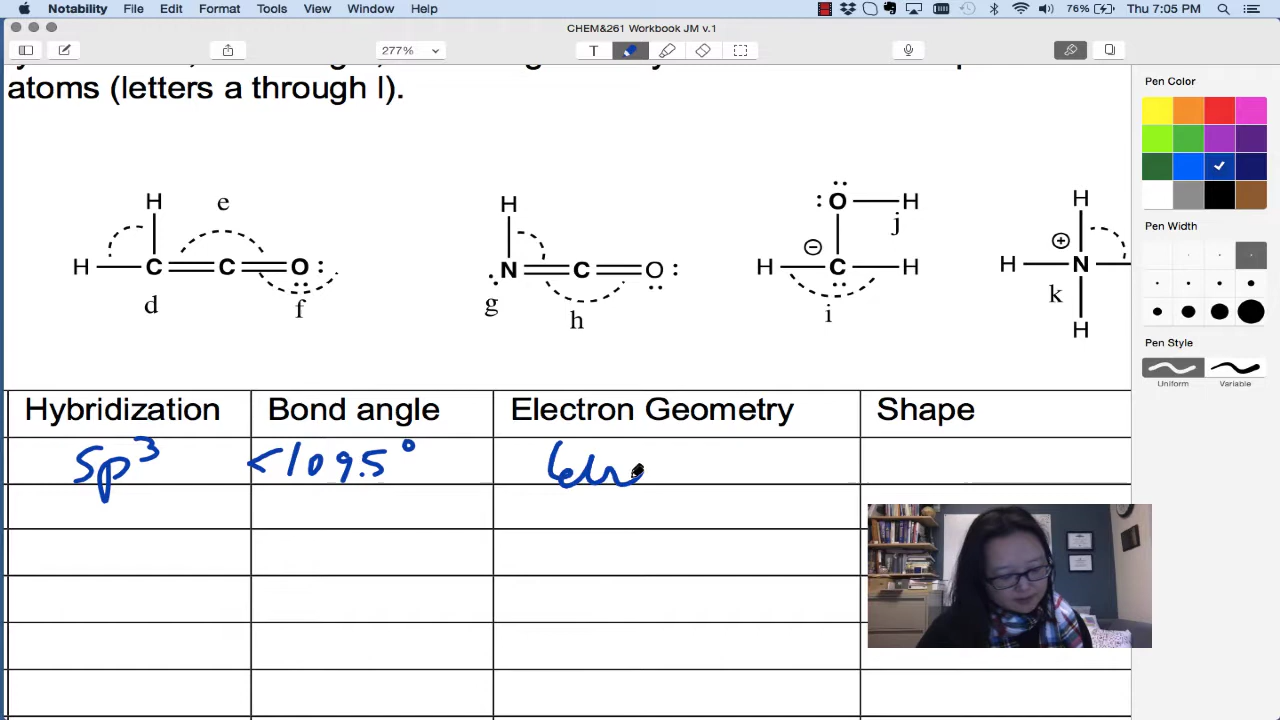 Notability File Edit Format Tools View Window Help 76% Thu 7:05 PM
CHEM&261 Workbook JM v.1
277% T
atoms (letters a through l).
Pen Color
Pen Width
Pen Style
Uniform Variable
H e
H C C O : d f
H
N C O : g h
: O H j
⊖
H C H i
H
⊕
H N k
H
Hybridization Bond angle Electron Geometry Shape
sp³ <109.5°